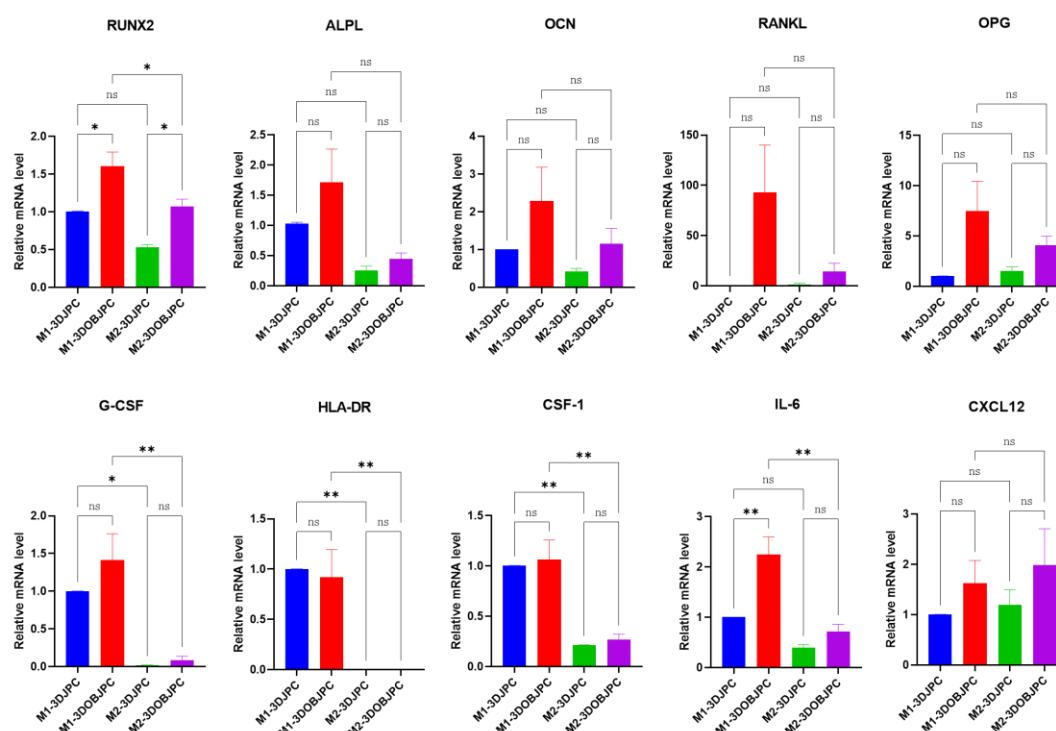 RUNX2
ns
*
*
*
Relative mRNA level
2.0
1.5
1.0
0.5
0.0
M1-3DJPC
M1-3DOBJPC
M2-3DJPC
M2-3DOBJPC
ALPL
ns
ns
ns
ns
Relative mRNA level
2.5
2.0
1.5
1.0
0.5
0.0
M1-3DJPC
M1-3DOBJPC
M2-3DJPC
M2-3DOBJPC
OCN
ns
ns
ns
ns
Relative mRNA level
4
3
2
1
0
M1-3DJPC
M1-3DOBJPC
M2-3DJPC
M2-3DOBJPC
RANKL
ns
ns
ns
ns
Relative mRNA level
150
100
50
0
M1-3DJPC
M1-3DOBJPC
M2-3DJPC
M2-3DOBJPC
OPG
ns
ns
ns
ns
Relative mRNA level
15
10
5
0
M1-3DJPC
M1-3DOBJPC
M2-3DJPC
M2-3DOBJPC
G-CSF
**
*
ns
ns
Relative mRNA level
2.0
1.5
1.0
0.5
0.0
M1-3DJPC
M1-3DOBJPC
M2-3DJPC
M2-3DOBJPC
HLA-DR
**
**
ns
ns
Relative mRNA level
1.5
1.0
0.5
0.0
M1-3DJPC
M1-3DOBJPC
M2-3DJPC
M2-3DOBJPC
CSF-1
**
**
ns
ns
Relative mRNA level
1.5
1.0
0.5
0.0
M1-3DJPC
M1-3DOBJPC
M2-3DJPC
M2-3DOBJPC
IL-6
**
ns
**
ns
Relative mRNA level
3
2
1
0
M1-3DJPC
M1-3DOBJPC
M2-3DJPC
M2-3DOBJPC
CXCL12
ns
ns
ns
ns
Relative mRNA level
3
2
1
0
M1-3DJPC
M1-3DOBJPC
M2-3DJPC
M2-3DOBJPC